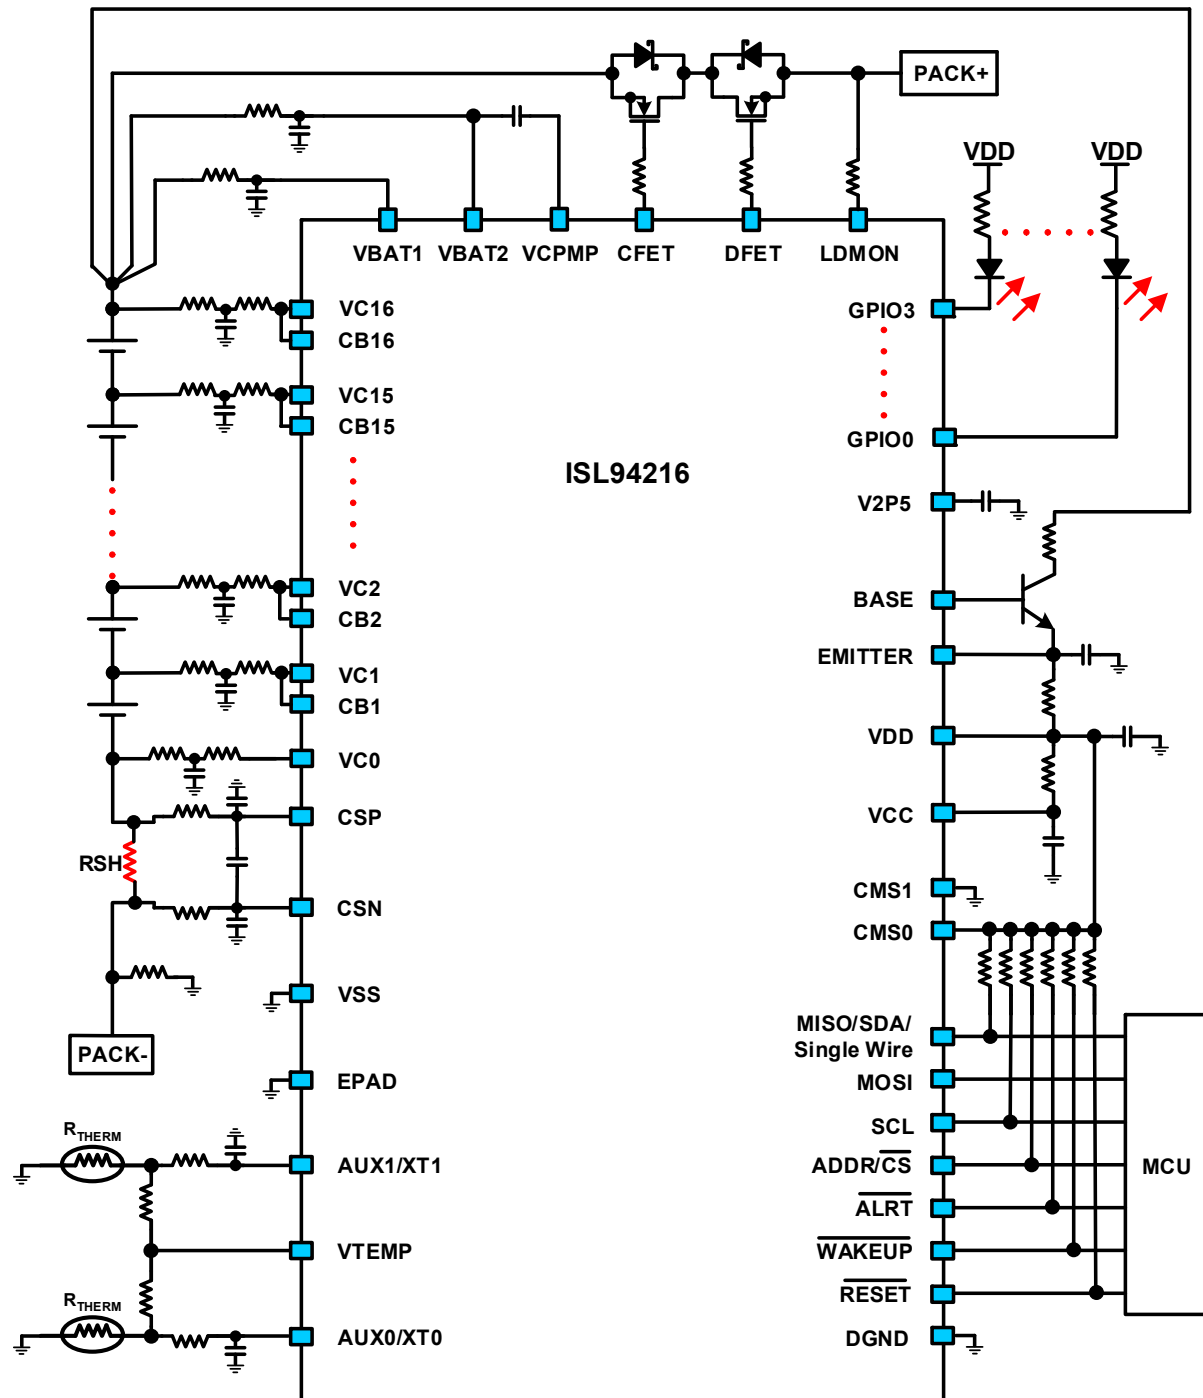 PACK+
VDD
VDD
VBAT1
VBAT2
VCPMP
CFET
DFET
LDMON
VC16
CB16
VC15
CB15
VC2
CB2
VC1
CB1
VC0
CSP
RSH
CSN
VSS
PACK-
EPAD
RTHERM
AUX1/XT1
VTEMP
RTHERM
AUX0/XT0
ISL94216
GPIO3
GPIO0
V2P5
BASE
EMITTER
VDD
VCC
CMS1
CMS0
MISO/SDA/
Single Wire
MOSI
SCL
ADDR/CS
ALRT
WAKEUP
RESET
DGND
MCU